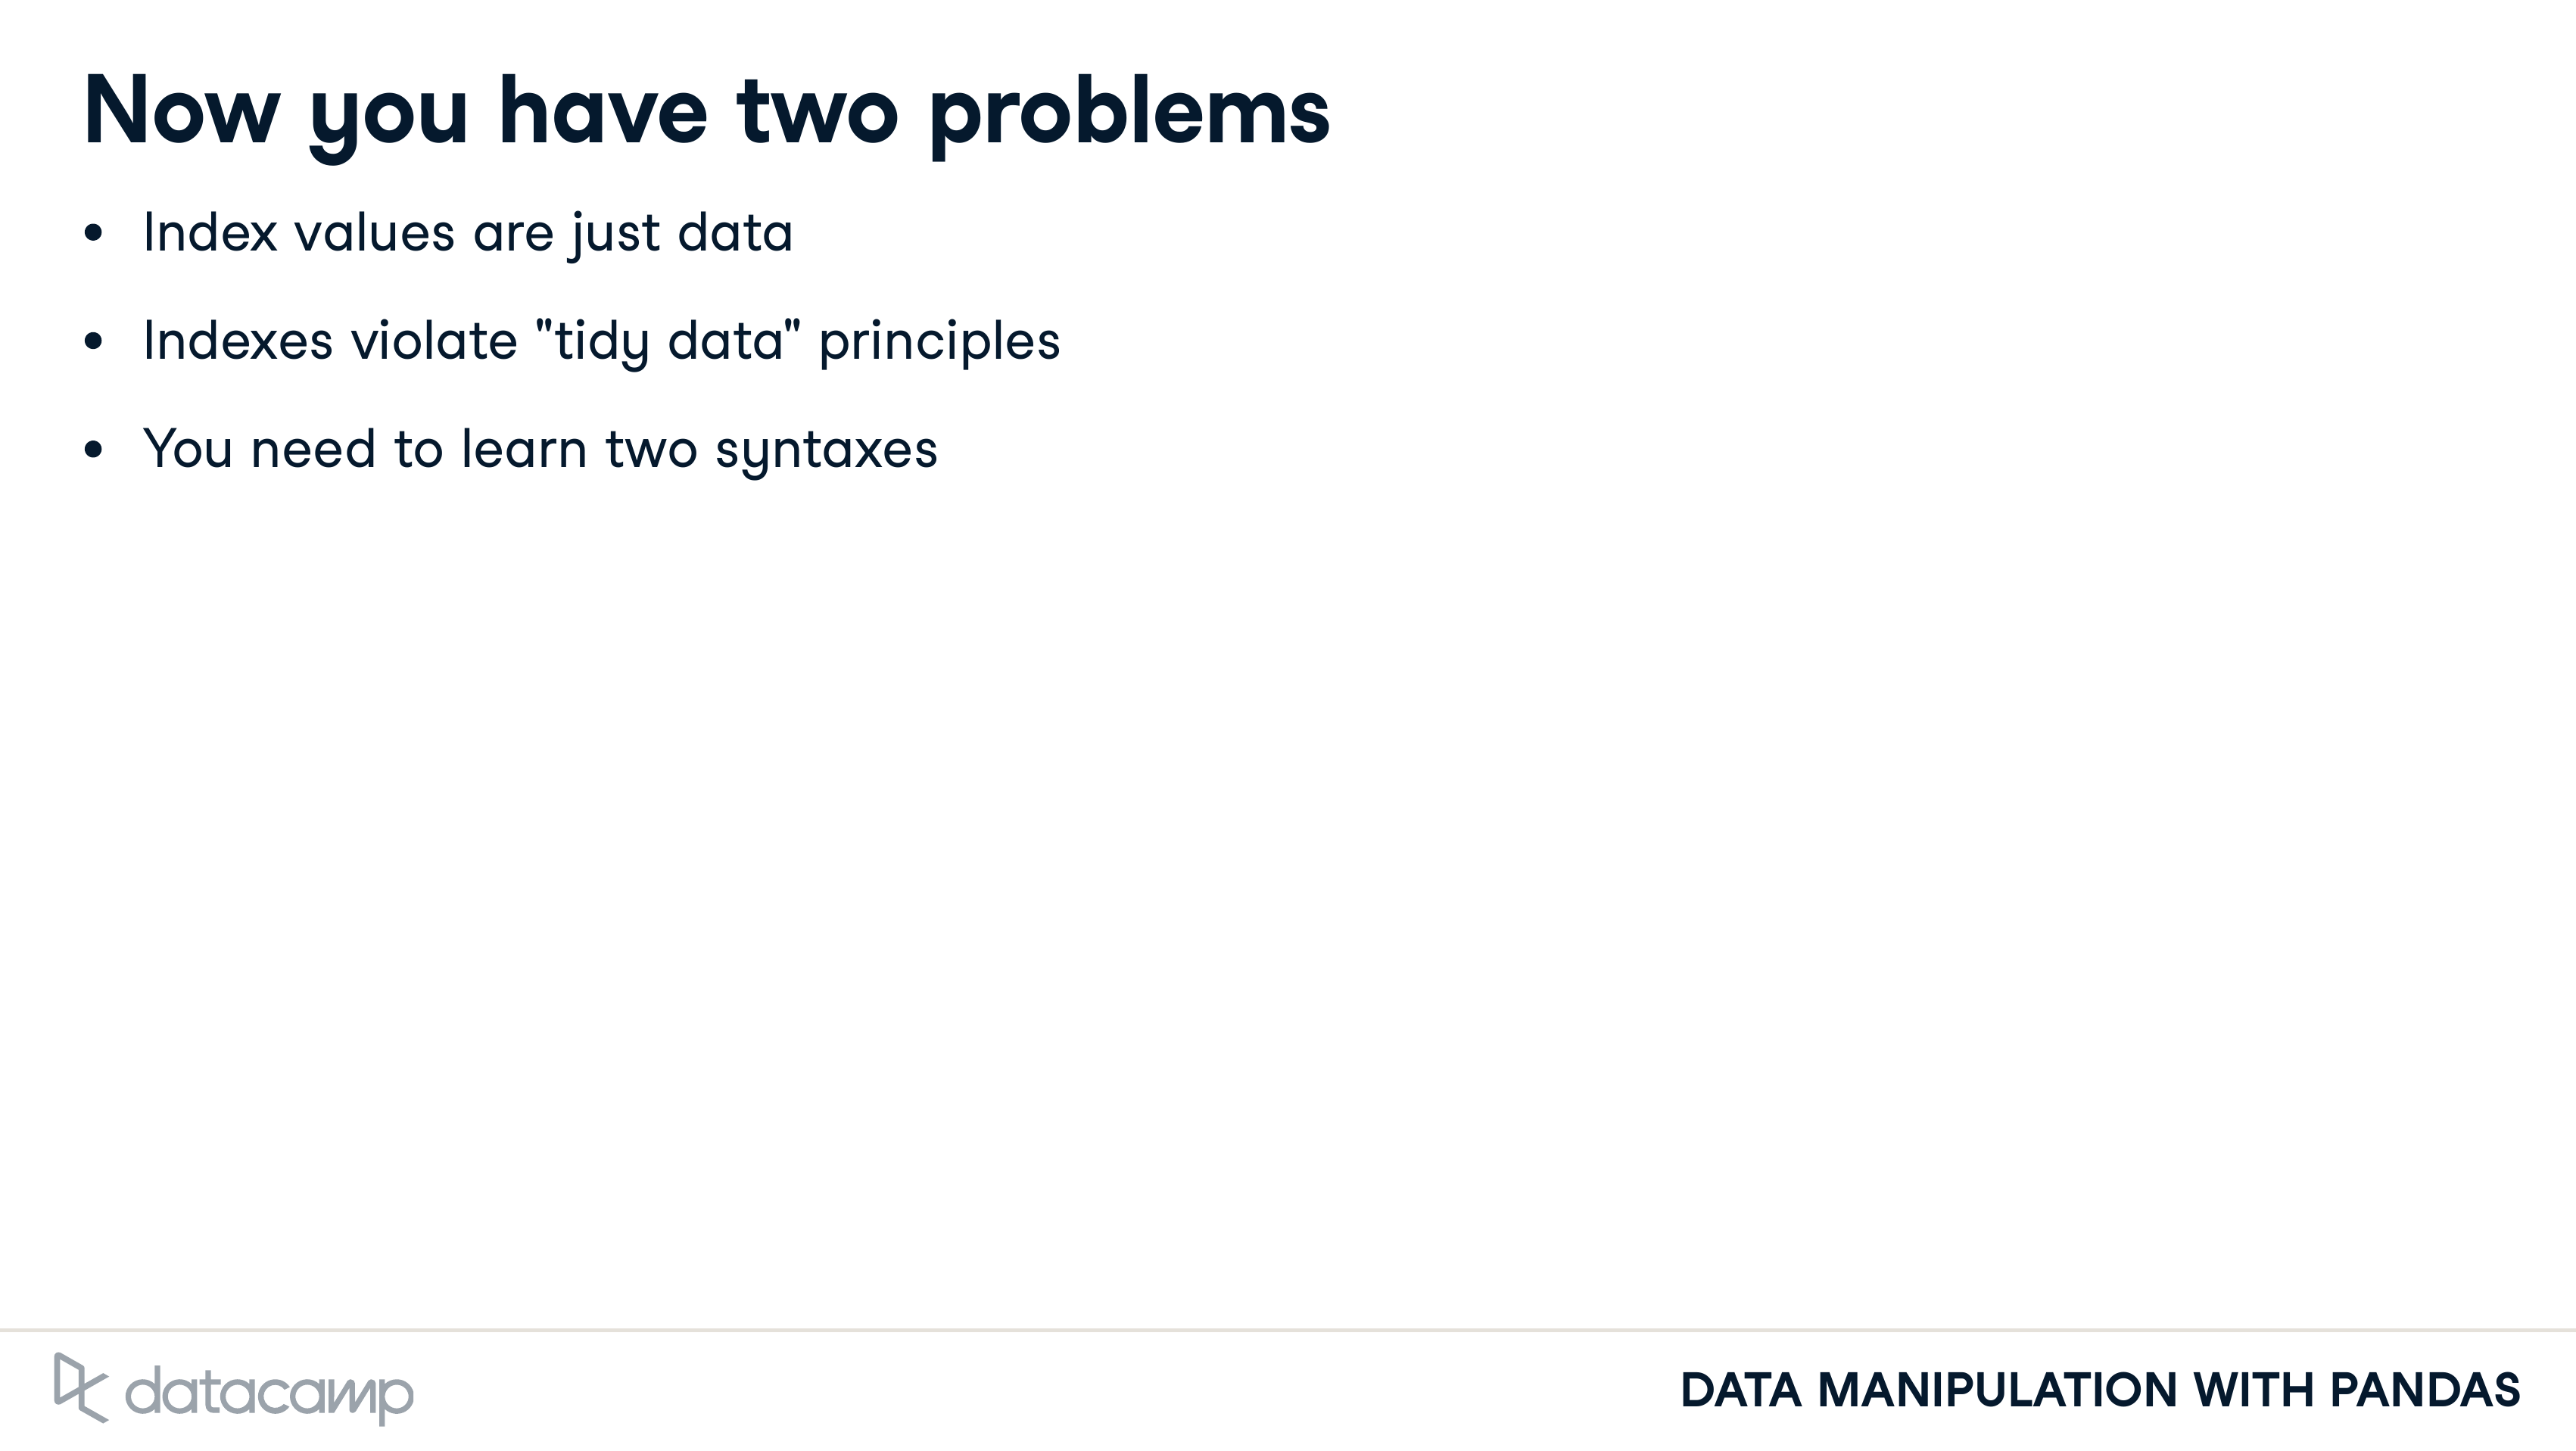 Now you have two problems
• Index values are just data
• Indexes violate "tidy data" principles
• You need to learn two syntaxes
datacamp
DATA MANIPULATION WITH PANDAS